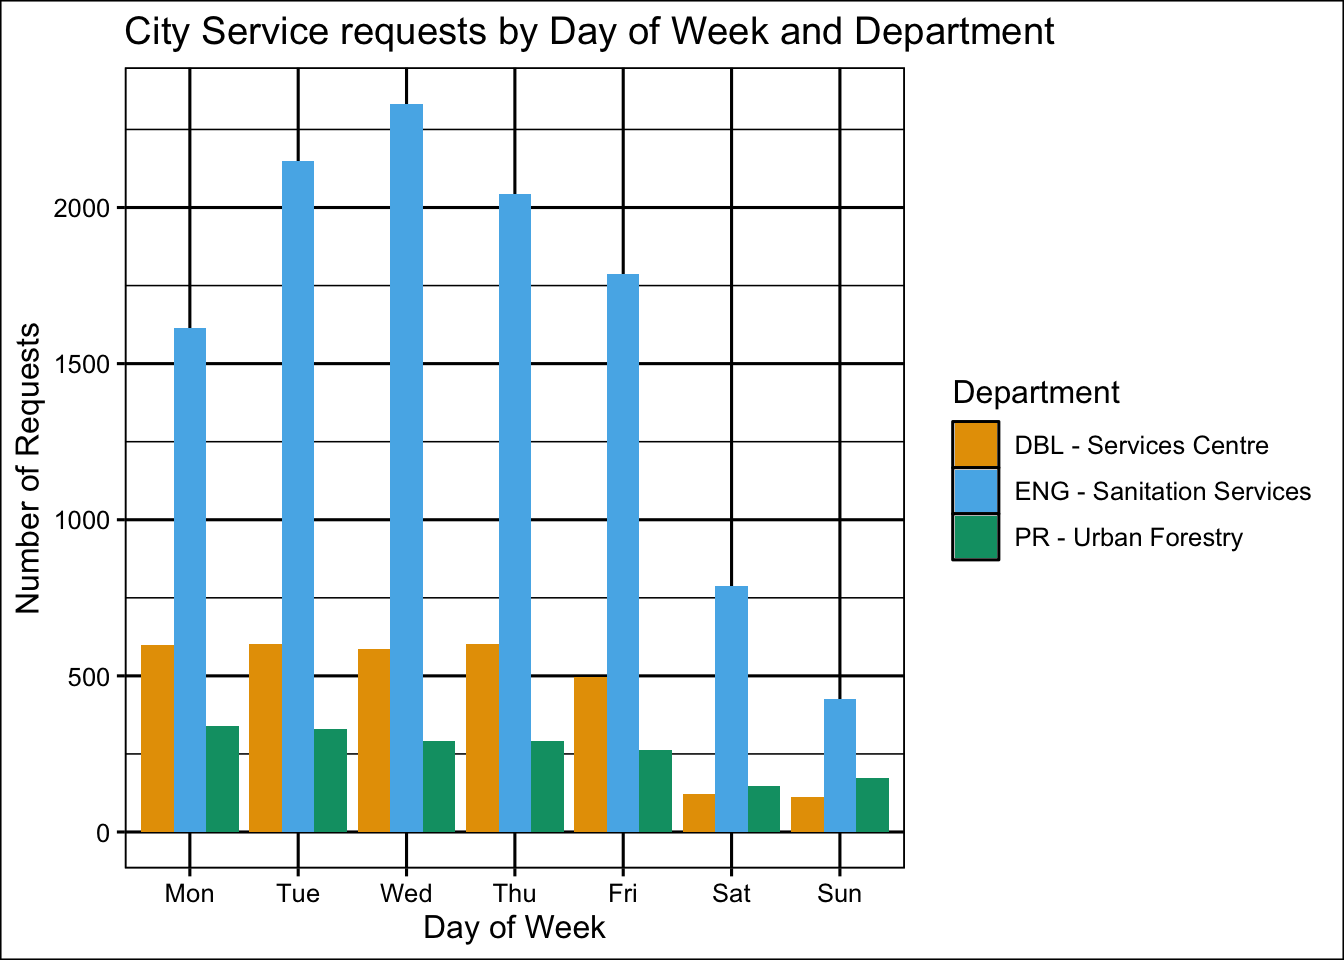 City Service requests by Day of Week and Department
Number of Requests
2000
1500
1000
500
0
Mon Tue Wed Thu Fri Sat Sun
Day of Week
Department
DBL - Services Centre
ENG - Sanitation Services
PR - Urban Forestry